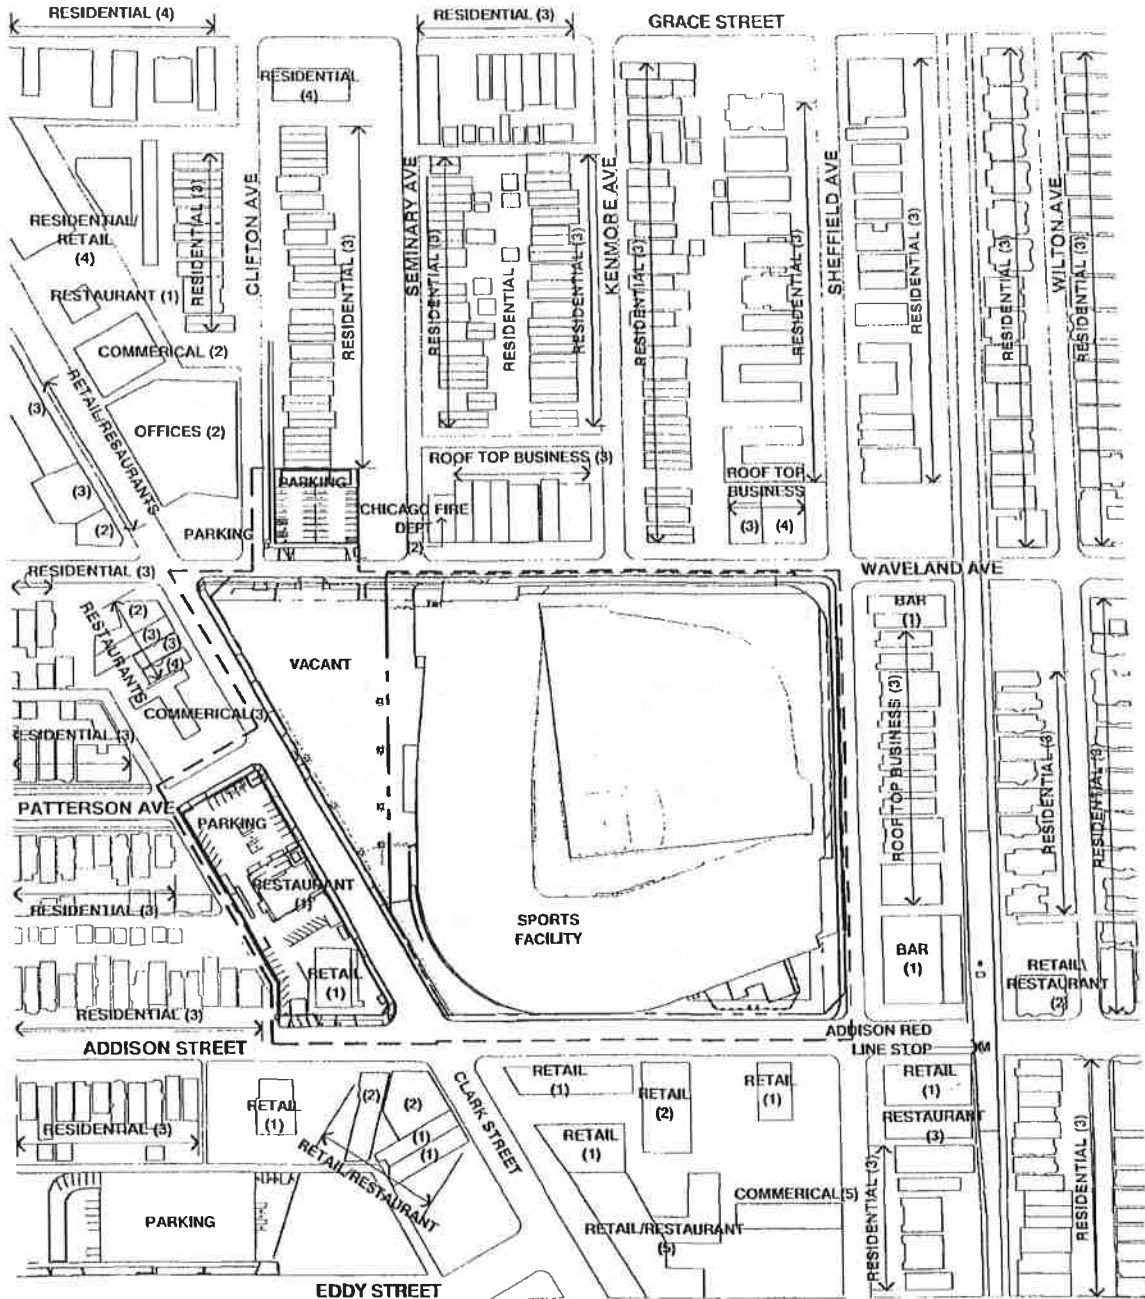 RESIDENTIAL (4)
RESIDENTIAL (3)
GRACE STREET
RESIDENTIAL
(4)
CLIFTON AVE
SEMINARY AVE
KENMORE AVE
SHEFFIELD AVE
WILTON AVE
RESIDENTIAL/
RETAIL
(4)
RESIDENTIAL (3)
RESIDENTIAL (3)
RESIDENTIAL (3)
RESIDENTIAL
RESIDENTIAL (3)
RESIDENTIAL (3)
RESIDENTIAL (3)
RESIDENTIAL (3)
RESIDENTIAL (3)
RESIDENTIAL (3)
RESTAURANT (1)
COMMERICAL (2)
RETAIL/RESAURANTS
(3)
OFFICES (2)
(3)
(2)
PARKING
PARKING
CHICAGO FIRE
DEPT
(2)
ROOF TOP BUSINESS (3)
ROOF TOP
BUSINESS
(3)
(4)
RESIDENTIAL (3)
WAVELAND AVE
RESTAURANTS
(2)
(3)
(3)
(4)
COMMERICAL(3)
RESIDENTIAL (3)
VACANT
BAR
(1)
ROOF TOP BUSINESS (3)
RESIDENTIAL (3)
RESIDENTIAL (3)
PATTERSON AVE
PARKING
RESTAURANT
(1)
RESIDENTIAL (3)
SPORTS
FACILITY
BAR
(1)
RETAIL
(1)
RETAIL\
RESTAURANT
(2)
RESIDENTIAL (3)
ADDISON STREET
ADDISON RED
LINE STOP
RESIDENTIAL (3)
RETAIL
(1)
(2)
(2)
(1)
(1)
RETAIL/RESTAURANT
CLARK STREET
RETAIL
(1)
RETAIL
(2)
RETAIL
(1)
RETAIL
(1)
RETAIL
(1)
RESTAURANT
(3)
RESIDENTIAL (3)
RESIDENTIAL (3)
COMMERICAL(5)
RETAIL/RESTAURANT
(5)
PARKING
EDDY STREET